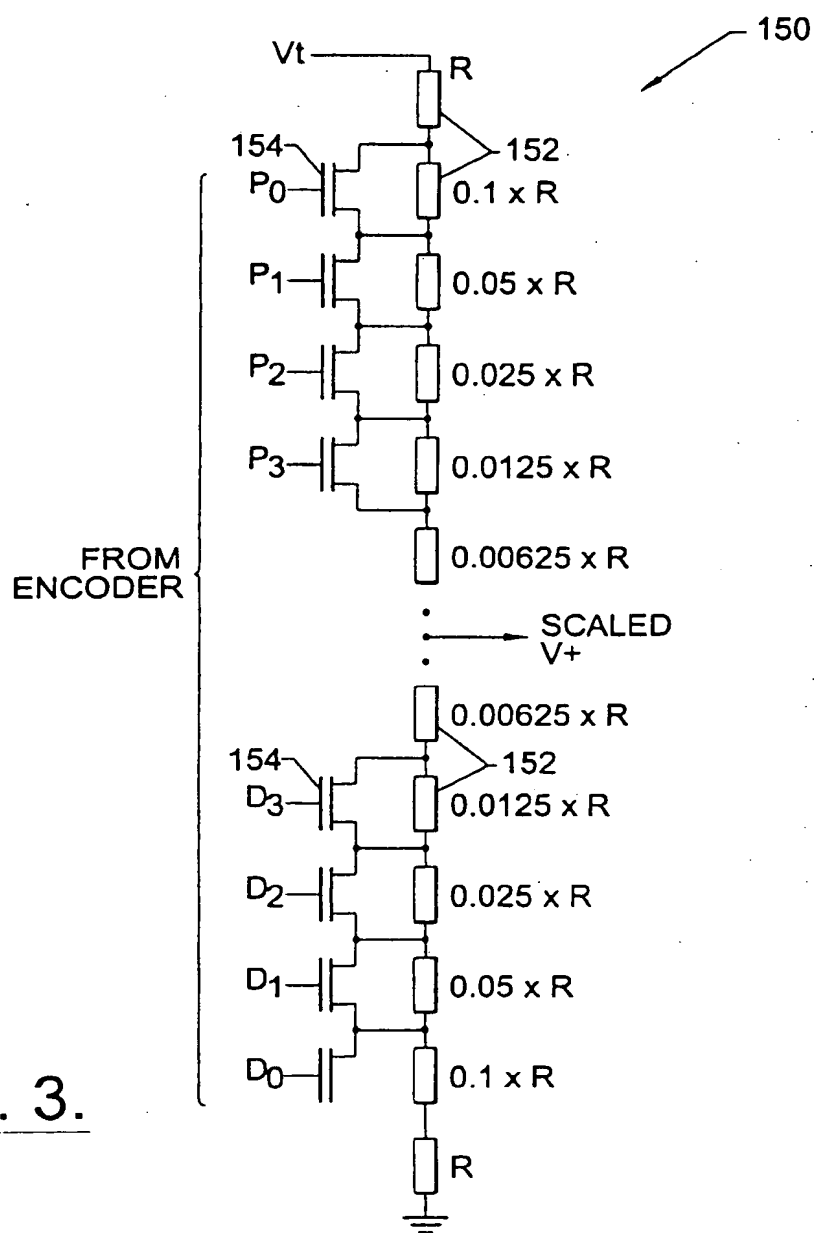 150
Vt
R
154
152
P0
0.1 x R
P1
0.05 x R
P2
0.025 x R
P3
0.0125 x R
FROM
ENCODER
0.00625 x R
SCALED
V+
0.00625 x R
154
152
D3
0.0125 x R
D2
0.025 x R
D1
0.05 x R
D0
0.1 x R
. 3.
R